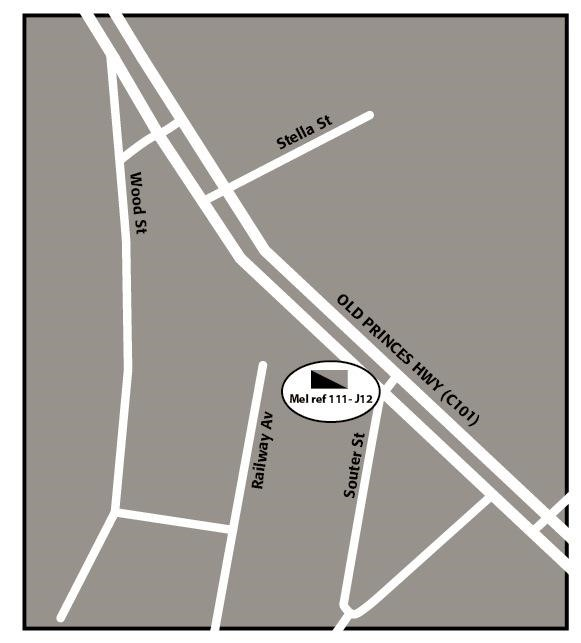 Stella St
Wood St
OLD PRINCES HWY (C101)
Mel ref 111- J12
Railway Av
Souter St